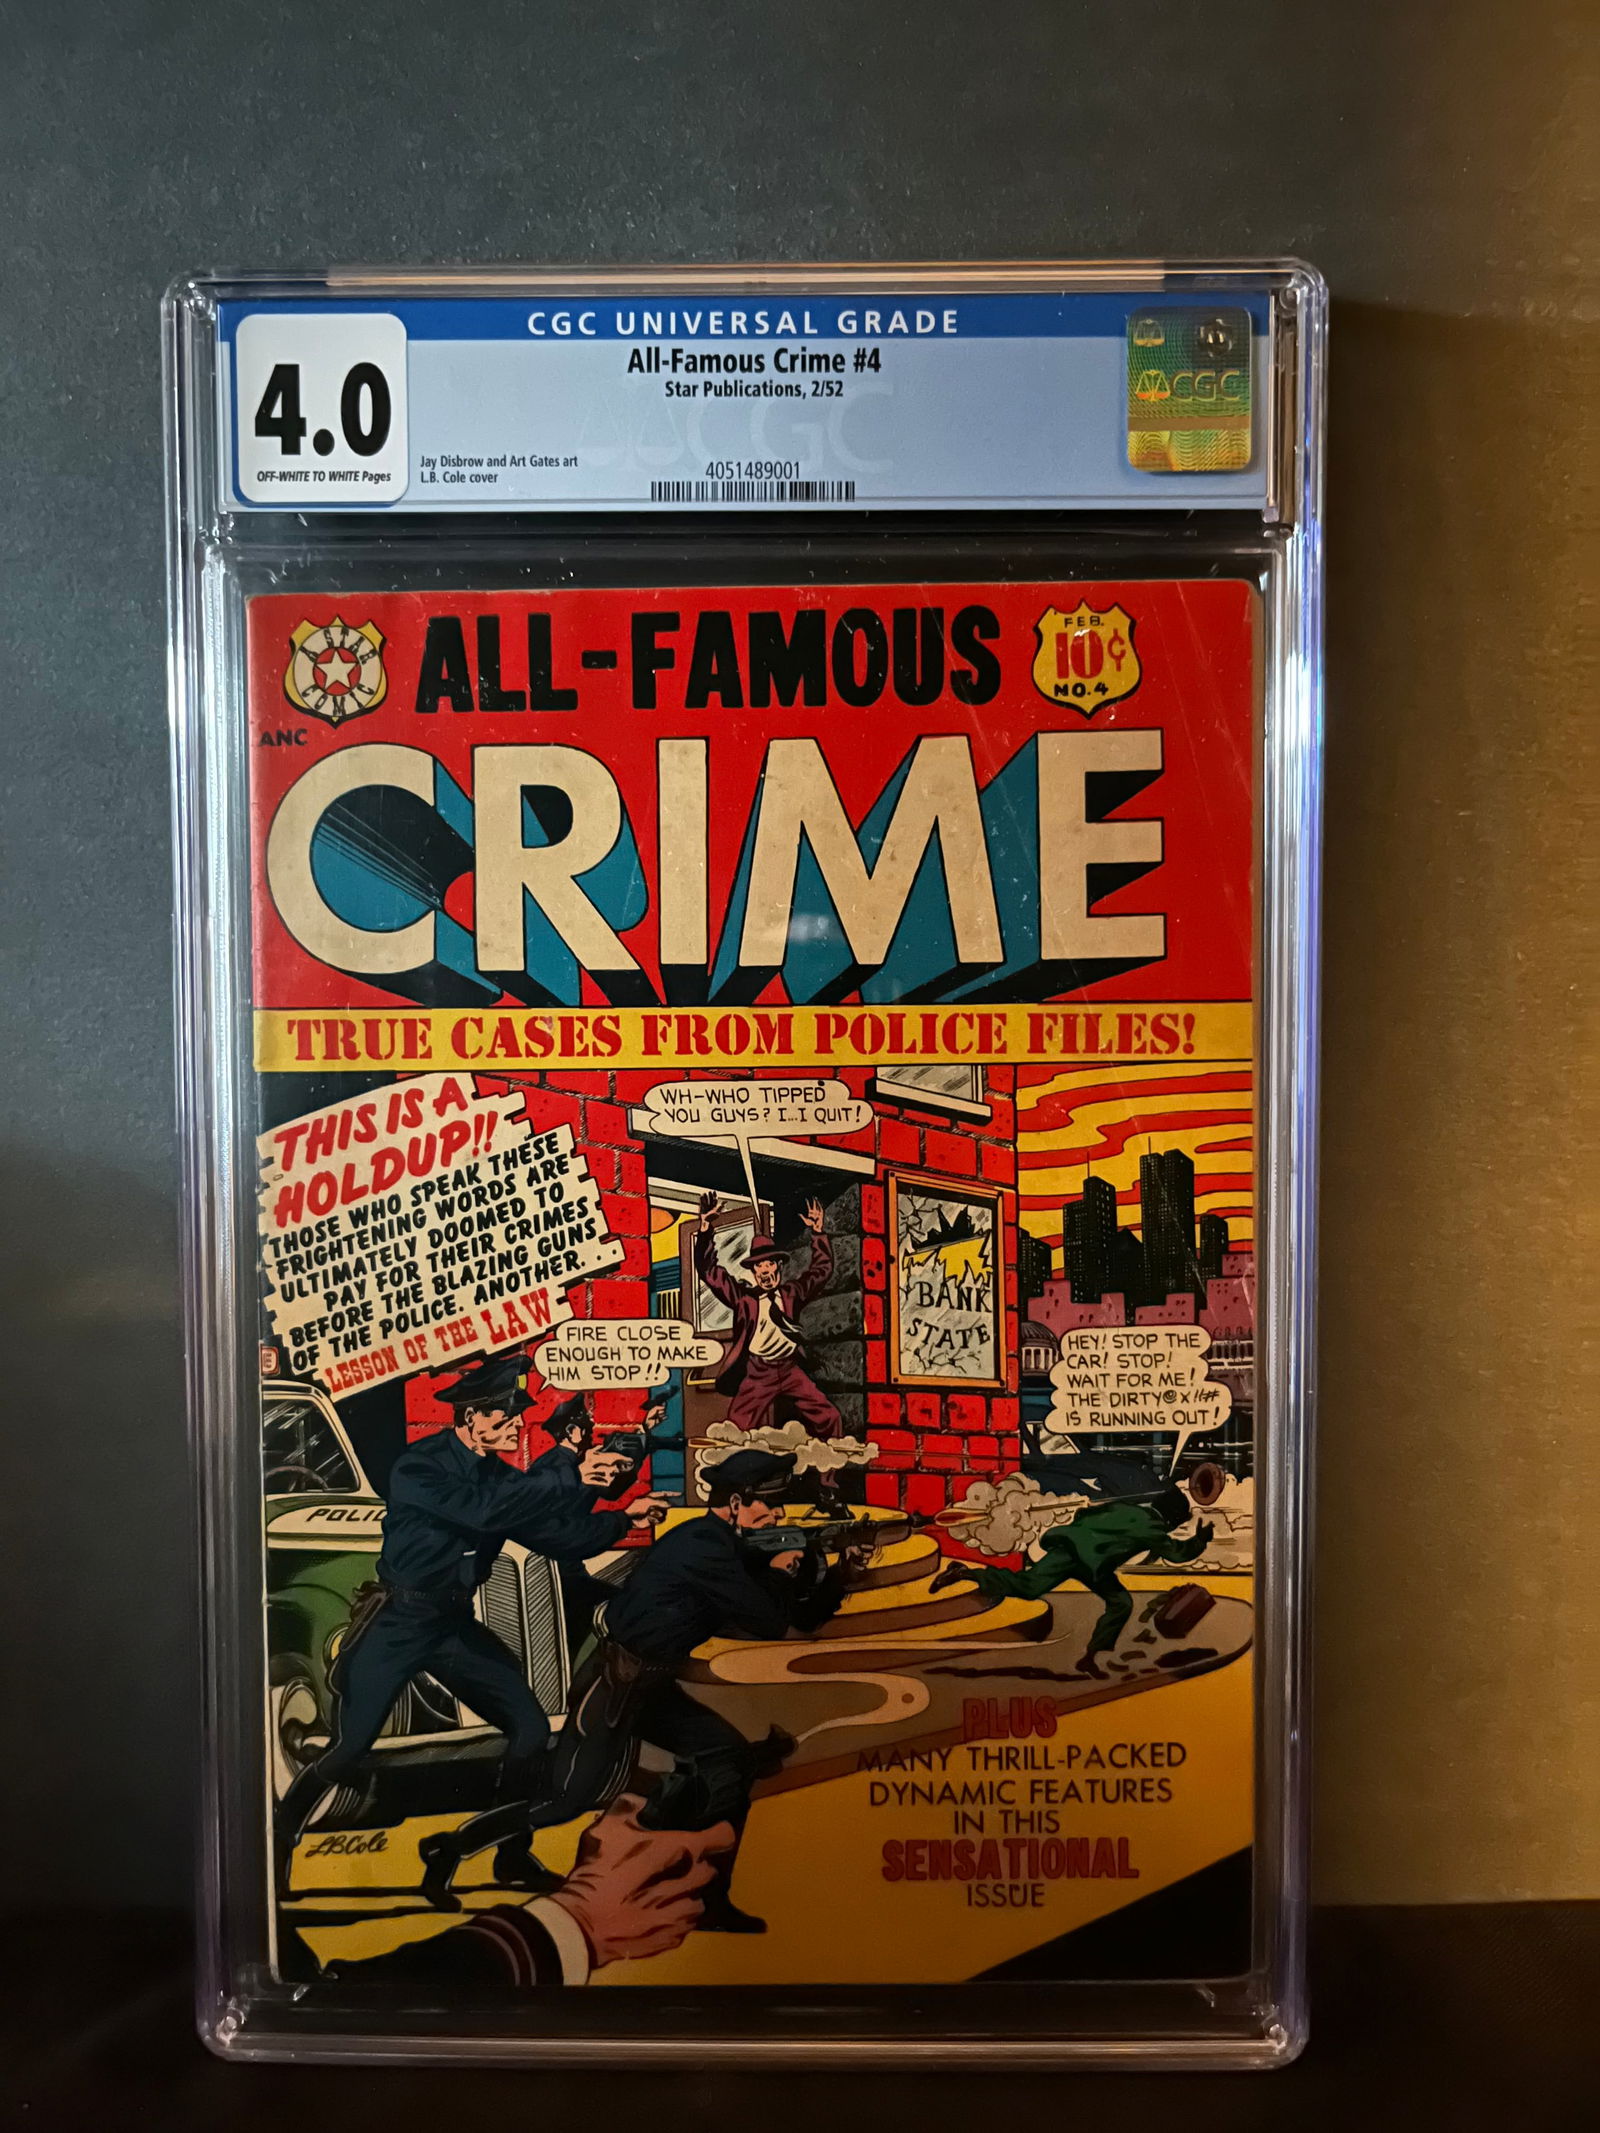 CGC UNIVERSAL GRADE
All-Famous Crime #4
Star Publications, 2/52
4.0
OFF-WHITE TO WHITE Pages
Jay Disbrow and Art Gates art
L.B. Cole cover
4051489001
CGC
CGC
A STAR COMIC
ALL-FAMOUS
FEB.
10¢
NO.4
ANC
CRIME
TRUE CASES FROM POLICE FILES!
THIS IS A
HOLDUP!!
THOSE WHO SPEAK THESE
FRIGHTENING WORDS ARE
ULTIMATELY DOOMED TO
PAY FOR THEIR CRIMES
BEFORE THE BLAZING GUNS
OF THE POLICE. ANOTHER. . .
LESSON OF THE LAW
WH-WHO TIPPED
YOU GUYS? I...I QUIT!
BANK
STATE
FIRE CLOSE
ENOUGH TO MAKE
HIM STOP!!
HEY! STOP THE
CAR! STOP!
WAIT FOR ME!
THE DIRTY@x!!#
IS RUNNING OUT!
POLIC
PLUS
MANY THRILL-PACKED
DYNAMIC FEATURES
IN THIS
SENSATIONAL
ISSUE
LBCole